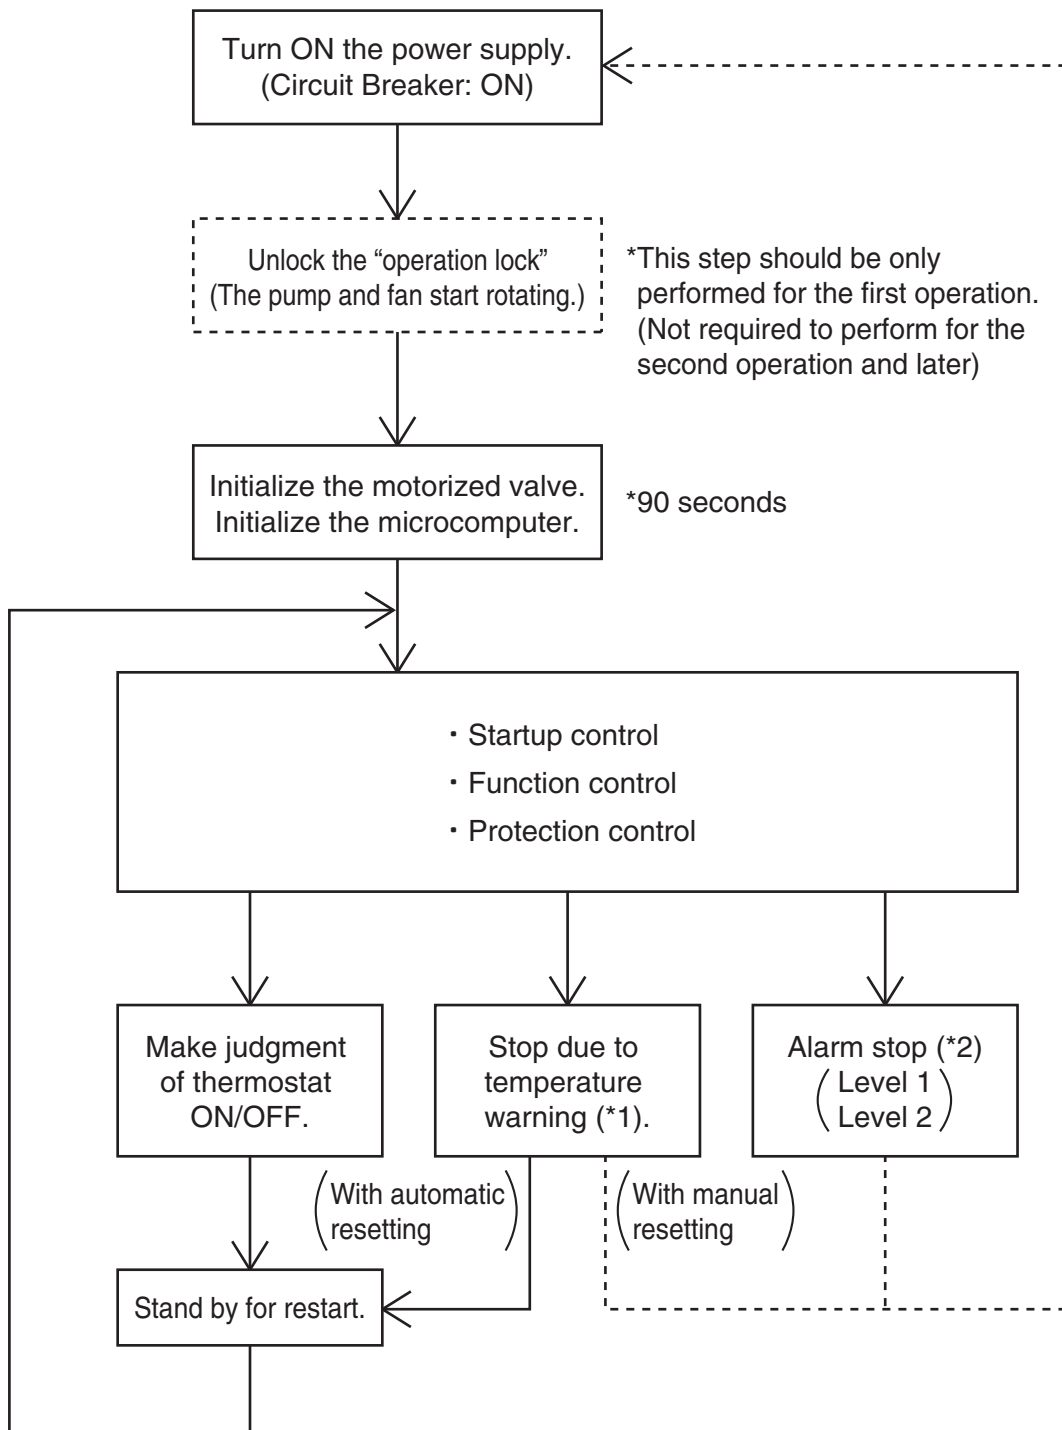 Turn ON the power supply.
(Circuit Breaker: ON)
Unlock the “operation lock”
(The pump and fan start rotating.)
*This step should be only
performed for the first operation.
(Not required to perform for the
second operation and later)
Initialize the motorized valve.
Initialize the microcomputer.
*90 seconds
・Startup control
・Function control
・Protection control
Make judgment
of thermostat
ON/OFF.
Stop due to
temperature
warning (*1).
Alarm stop (*2)
(Level 1
Level 2)
(With automatic
resetting)
(With manual
resetting)
Stand by for restart.